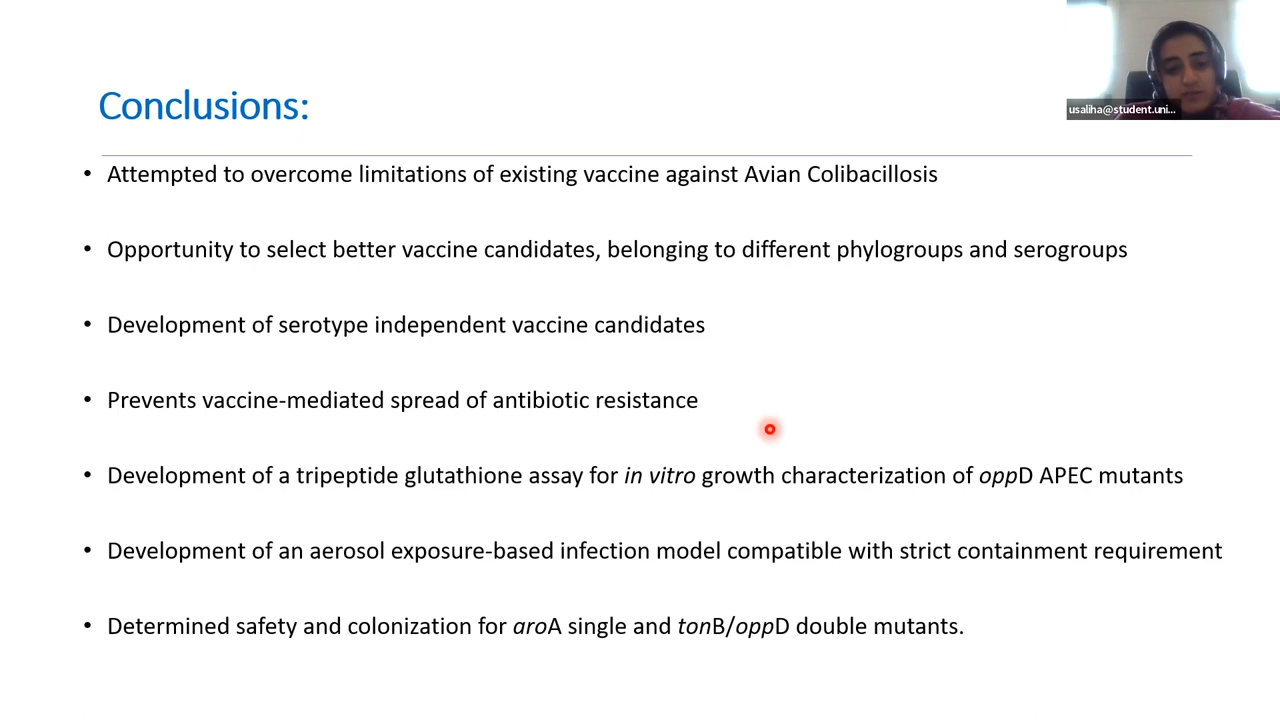 Conclusions:
usaliha@student.uni...
• Attempted to overcome limitations of existing vaccine against Avian Colibacillosis
• Opportunity to select better vaccine candidates, belonging to different phylogroups and serogroups
• Development of serotype independent vaccine candidates
• Prevents vaccine-mediated spread of antibiotic resistance
• Development of a tripeptide glutathione assay for in vitro growth characterization of oppD APEC mutants
• Development of an aerosol exposure-based infection model compatible with strict containment requirement
• Determined safety and colonization for aroA single and tonB/oppD double mutants.